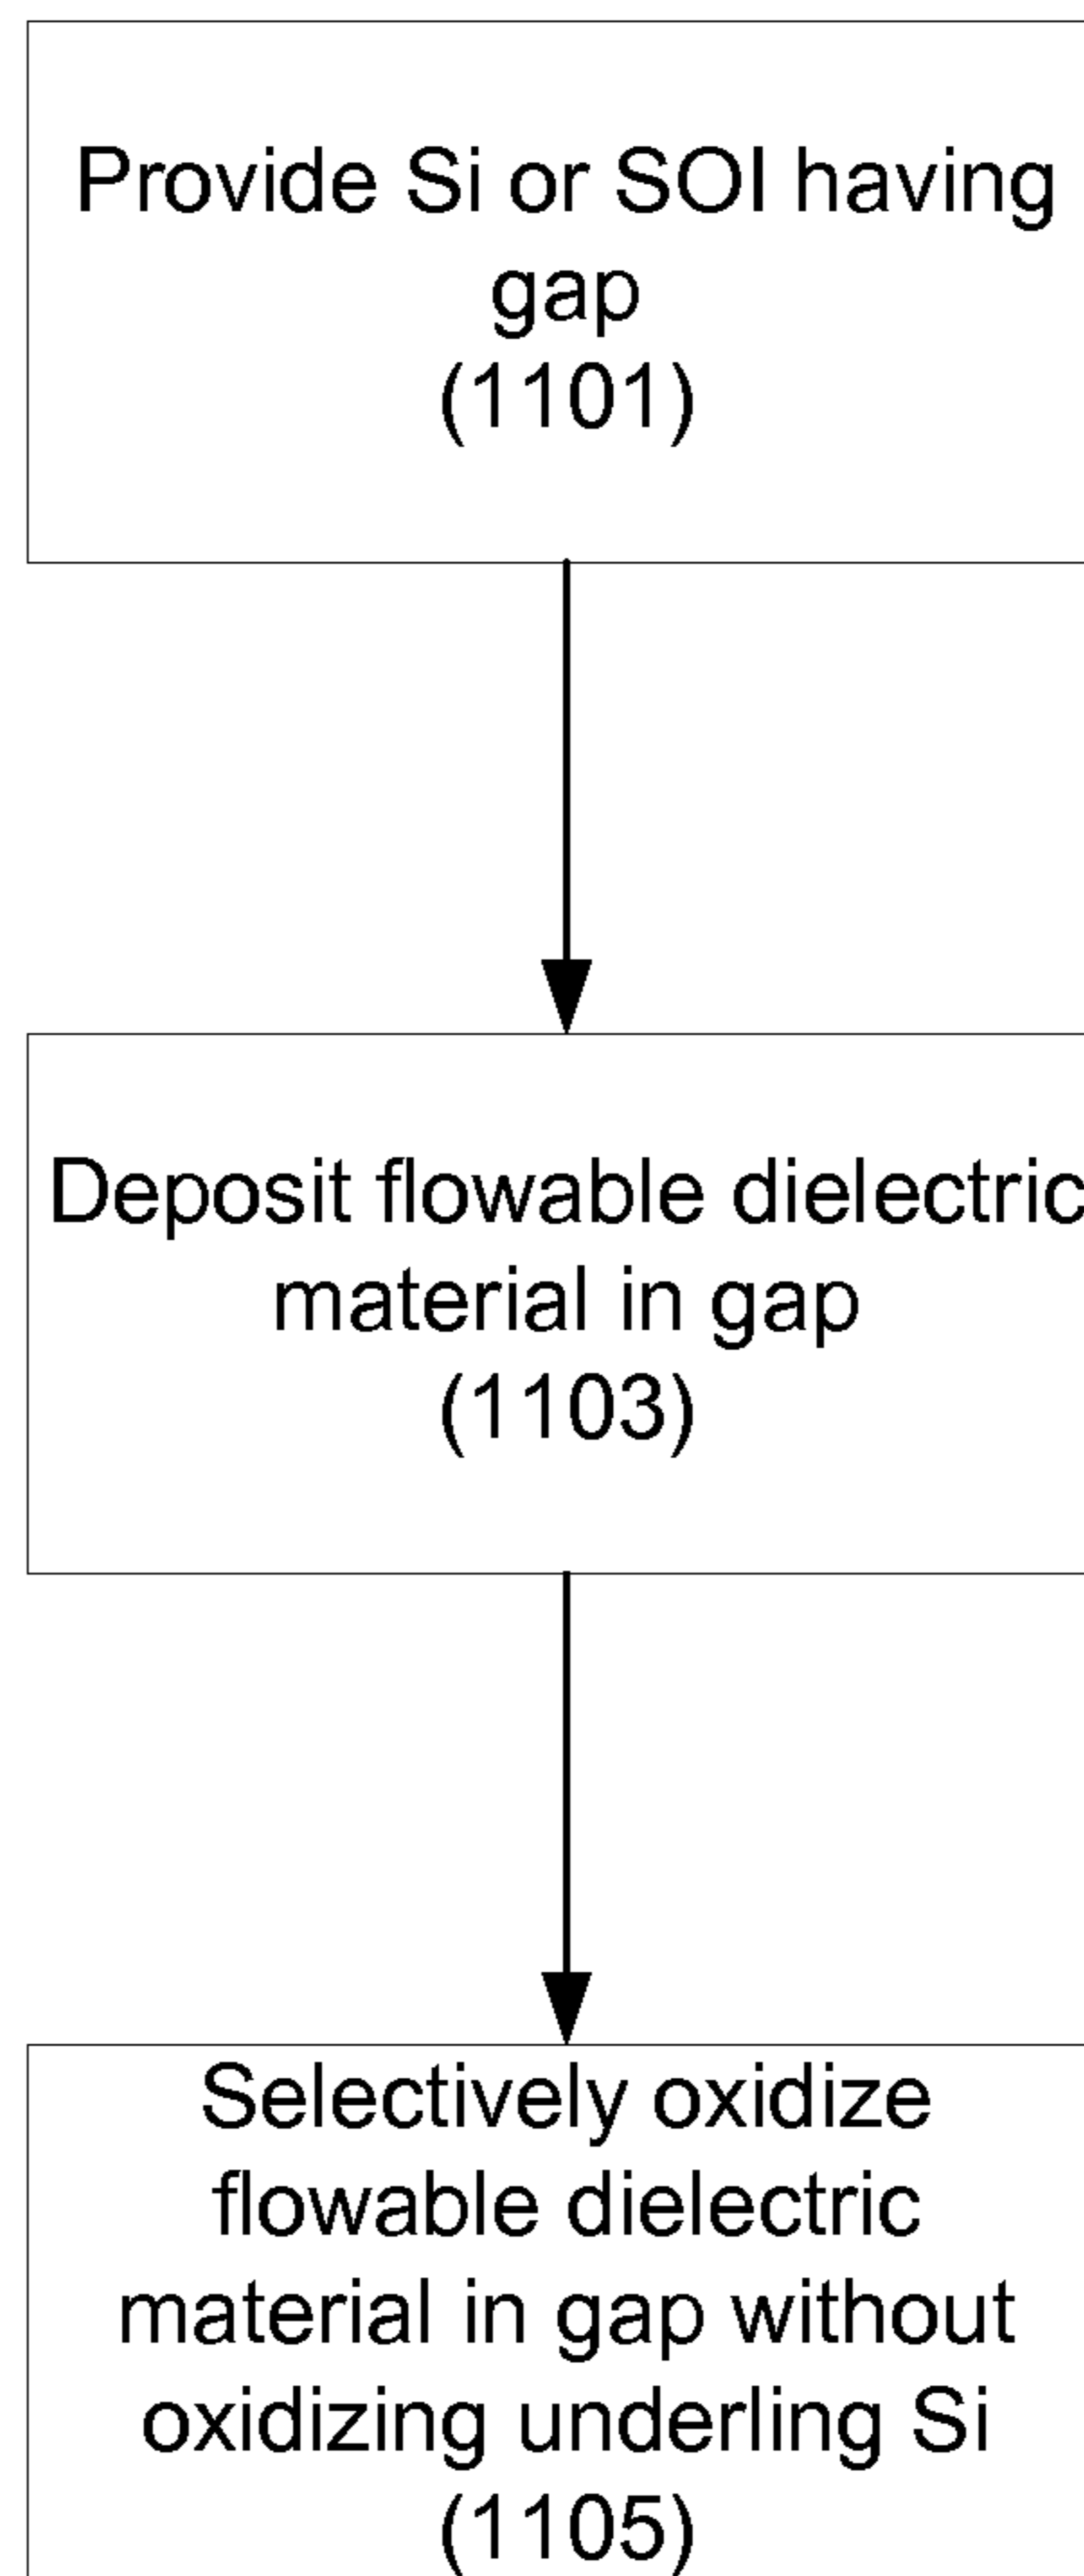 Provide Si or SOI having
gap
(1101)
Deposit flowable dielectric
material in gap
(1103)
Selectively oxidize
flowable dielectric
material in gap without
oxidizing underling Si
(1105)